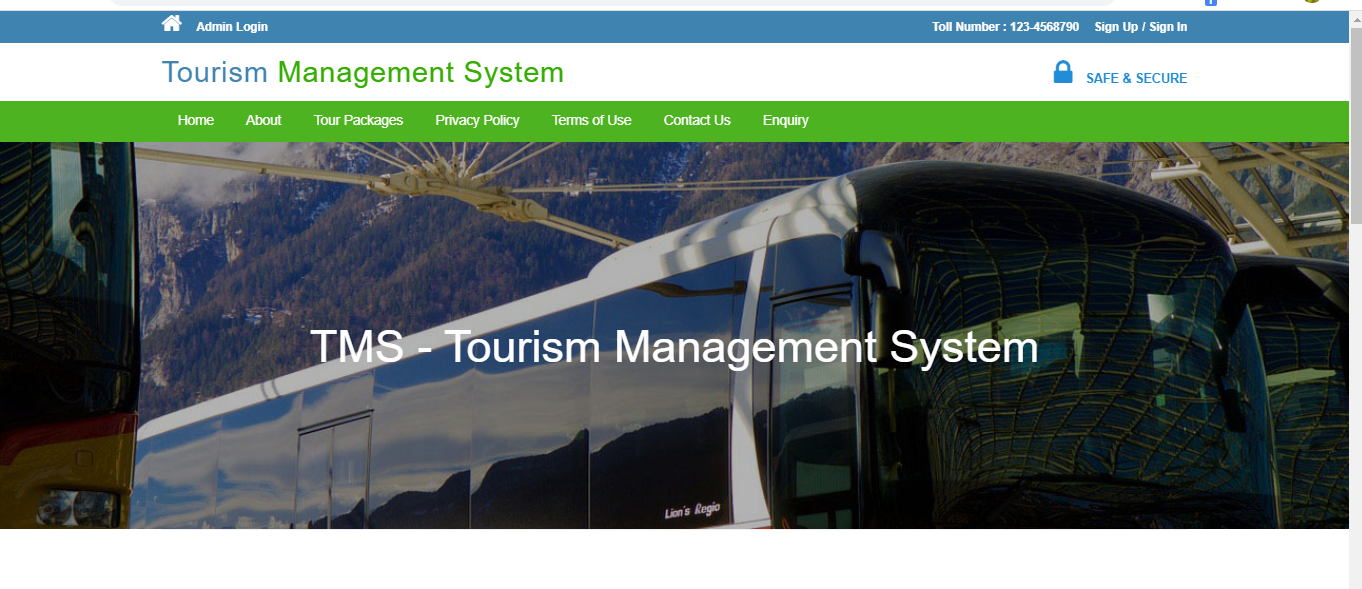 Admin Login
Toll Number : 123-4568790 Sign Up / Sign In
Tourism Management System
SAFE & SECURE
Home About Tour Packages Privacy Policy Terms of Use Contact Us Enquiry
TMS - Tourism Management System
Lion's Regio